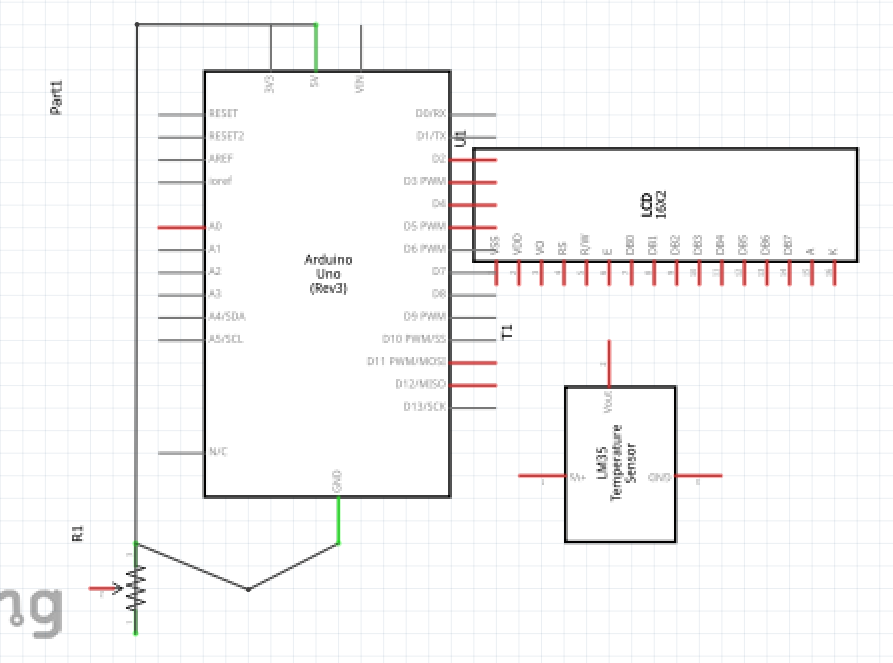 Part1
3V3
5V
VIN
RESET
RESET2
AREF
ioref
A0
A1
A2
A3
A4/SDA
A5/SCL
N/C
Arduino
Uno
(Rev3)
D0/RX
D1/TX
D2
D3 PWM
D4
D5 PWM
D6 PWM
D7
D8
D9 PWM
D10 PWM/SS
D11 PWM/MOSI
D12/MISO
D13/SCK
GND
U1
LCD
16X2
VSS
VDD
VO
RS
R/W
E
DB0
DB1
DB2
DB3
DB4
DB5
DB6
DB7
A
K
T1
Vout
LM35
Temperature
Sensor
GND
R1
ng